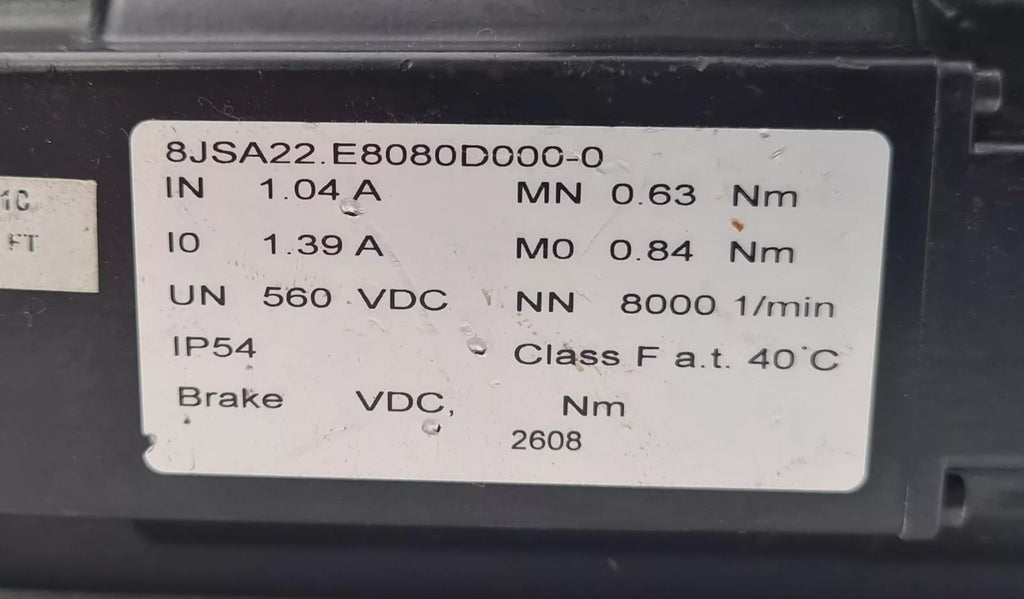 8JSA22.E8080D000-0
IN 1.04 A MN 0.63 Nm
I0 1.39 A M0 0.84 Nm
UN 560 VDC NN 8000 1/min
IP54 Class F a.t. 40°C
Brake VDC, Nm
2608
1C
FT